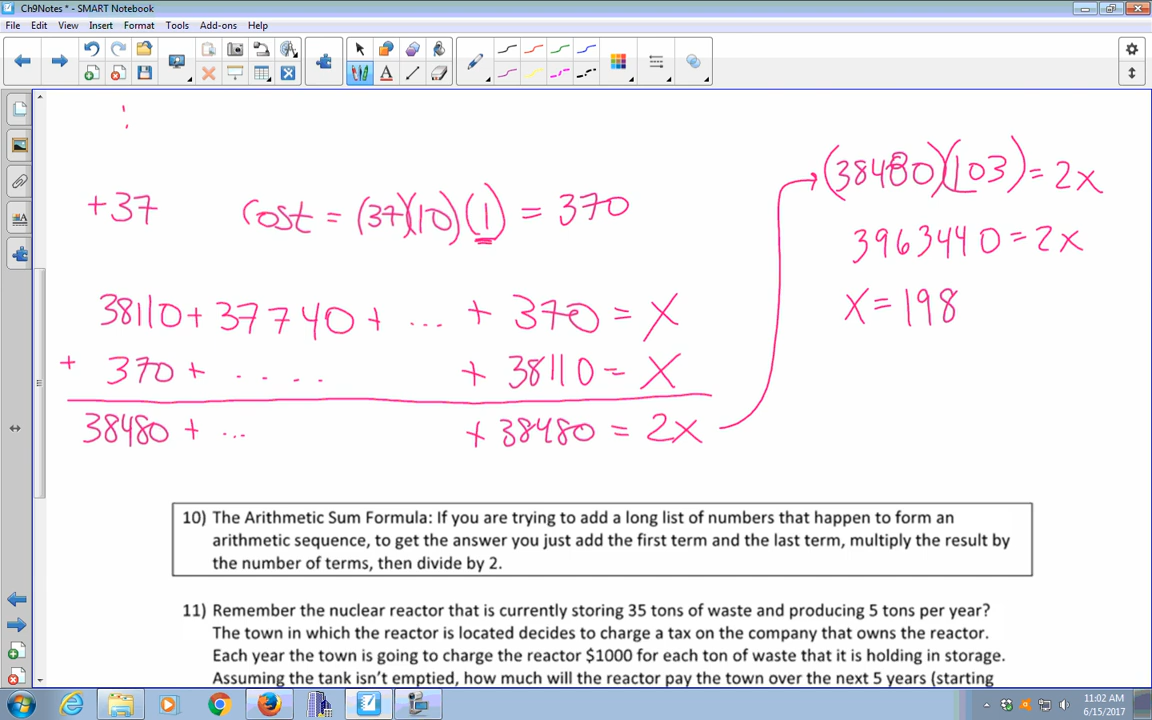 Ch9Notes * - SMART Notebook
File Edit View Insert Format Tools Add-ons Help
+37 Cost = (37)(10)(1) = 370
38110 + 37740 + ... + 370 = X
+ 370 + ..... + 38110 = X
38480 + ... + 38480 = 2x
(38480)(103) = 2x
3963440 = 2x
X = 198
10) The Arithmetic Sum Formula: If you are trying to add a long list of numbers that happen to form an
arithmetic sequence, to get the answer you just add the first term and the last term, multiply the result by
the number of terms, then divide by 2.
11) Remember the nuclear reactor that is currently storing 35 tons of waste and producing 5 tons per year?
The town in which the reactor is located decides to charge a tax on the company that owns the reactor.
Each year the town is going to charge the reactor $1000 for each ton of waste that it is holding in storage.
Assuming the tank isn't emptied, how much will the reactor pay the town over the next 5 years (starting
11:02 AM
6/15/2017